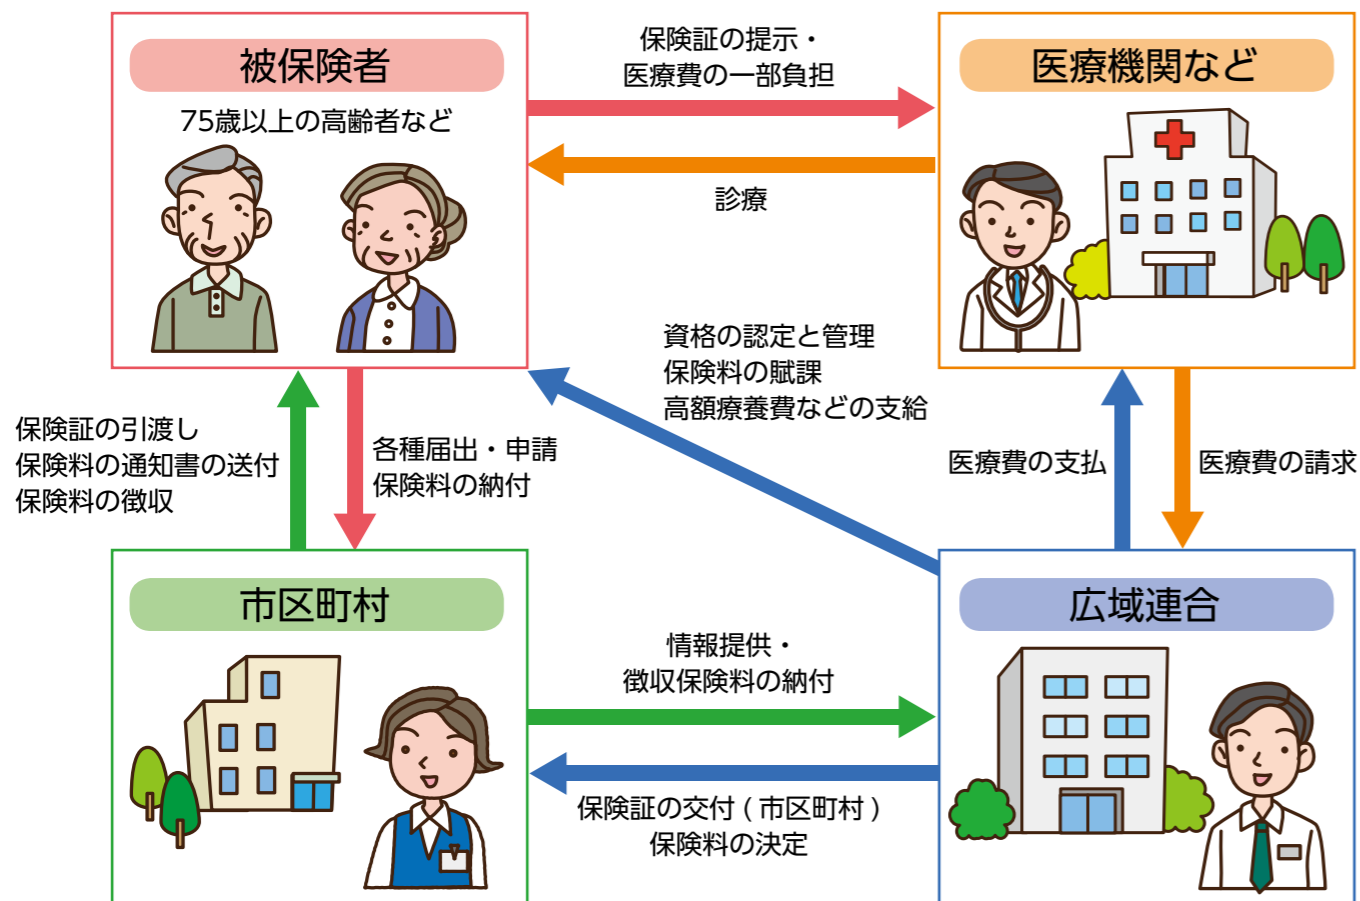 被保険者
75歳以上の高齢者など
保険証の提示・
医療費の一部負担
診療
医療機関など
資格の認定と管理
保険料の賦課
高額療養費などの支給
保険証の引渡し
保険料の通知書の送付
保険料の徴収
各種届出・申請
保険料の納付
医療費の支払
医療費の請求
市区町村
情報提供・
徴収保険料の納付
保険証の交付 ( 市区町村 )
保険料の決定
広域連合